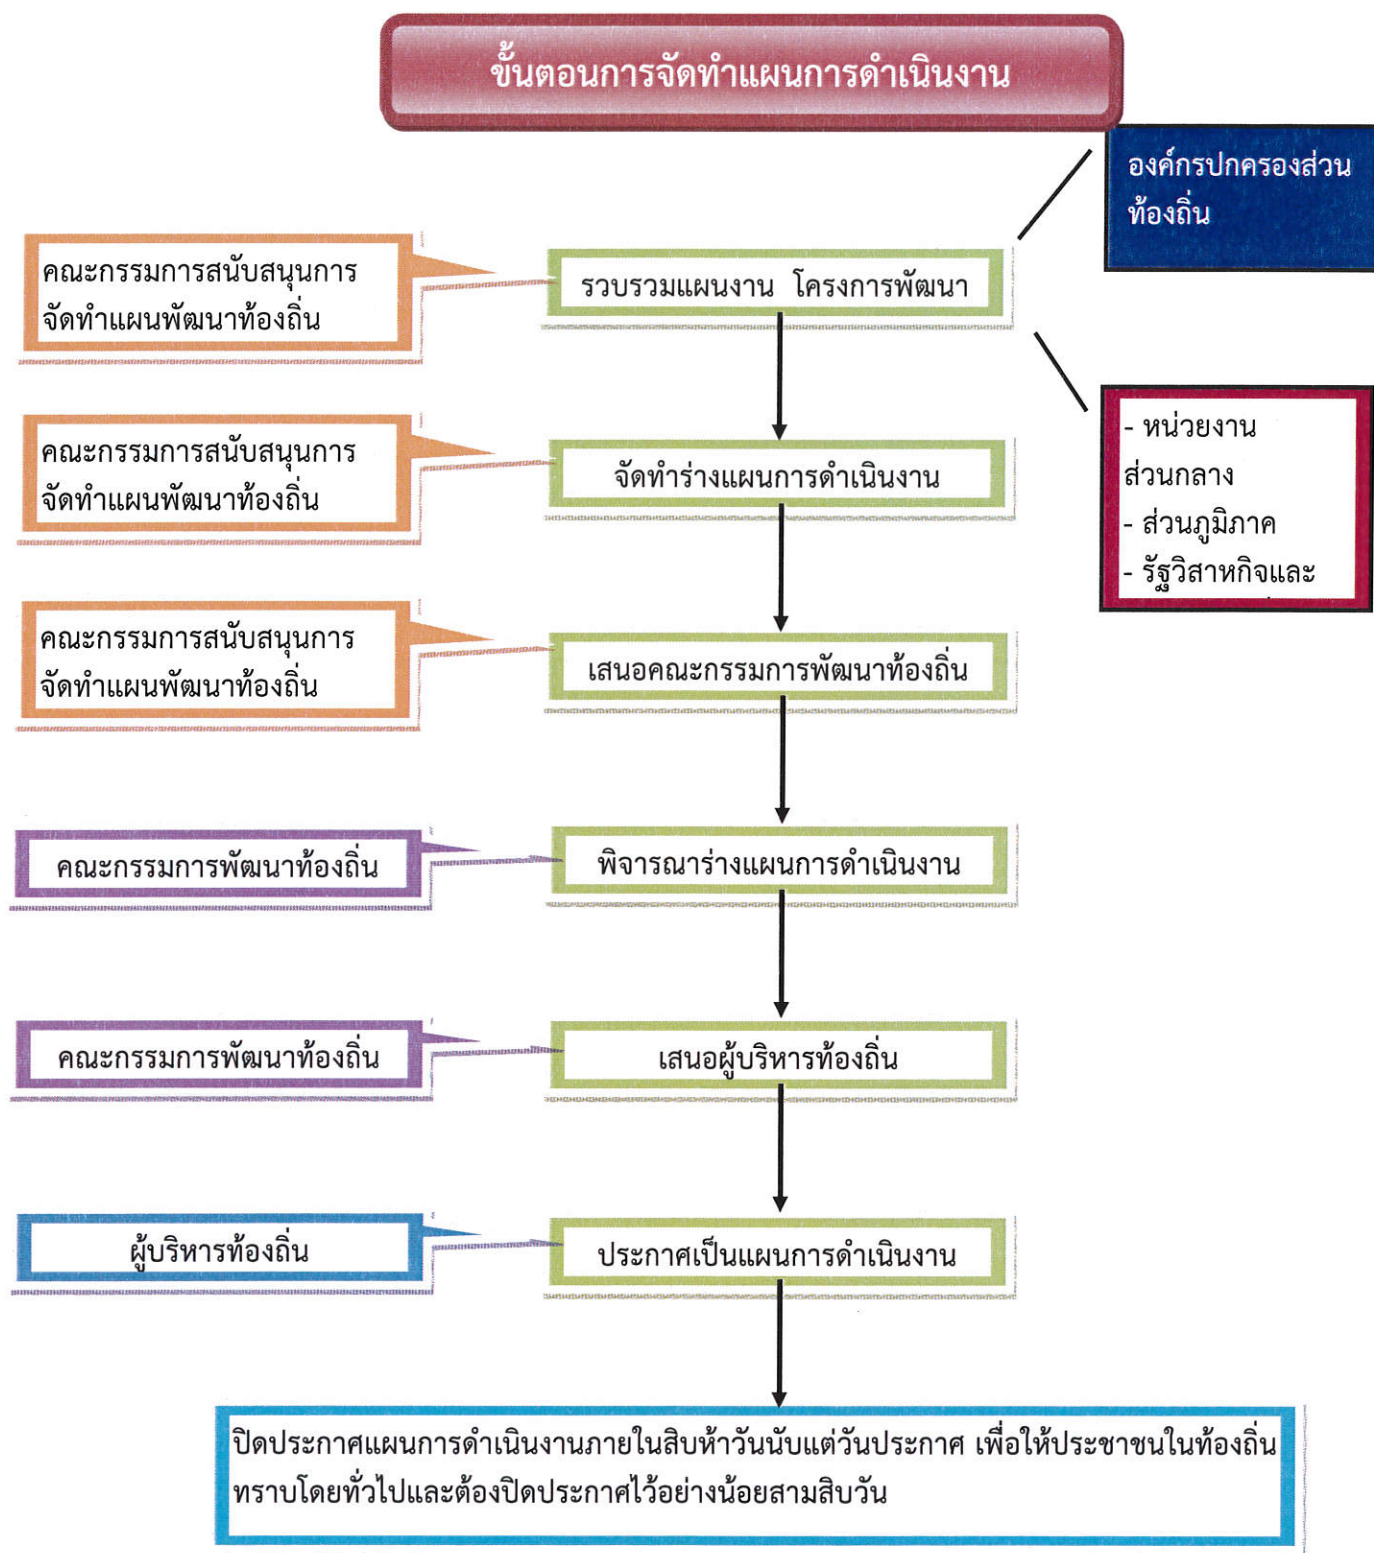 ขั้นตอนการจัดทำแผนการดำเนินงาน
องค์กรปกครองส่วน
ท้องถิ่น
คณะกรรมการสนับสนุนการ
จัดทำแผนพัฒนาท้องถิ่น
รวบรวมแผนงาน โครงการพัฒนา
- หน่วยงาน
ส่วนกลาง
- ส่วนภูมิภาค
- รัฐวิสาหกิจและ
คณะกรรมการสนับสนุนการ
จัดทำแผนพัฒนาท้องถิ่น
จัดทำร่างแผนการดำเนินงาน
คณะกรรมการสนับสนุนการ
จัดทำแผนพัฒนาท้องถิ่น
เสนอคณะกรรมการพัฒนาท้องถิ่น
คณะกรรมการพัฒนาท้องถิ่น
พิจารณาร่างแผนการดำเนินงาน
คณะกรรมการพัฒนาท้องถิ่น
เสนอผู้บริหารท้องถิ่น
ผู้บริหารท้องถิ่น
ประกาศเป็นแผนการดำเนินงาน
ปิดประกาศแผนการดำเนินงานภายในสิบห้าวันนับแต่วันประกาศ เพื่อให้ประชาชนในท้องถิ่น
ทราบโดยทั่วไปและต้องปิดประกาศไว้อย่างน้อยสามสิบวัน